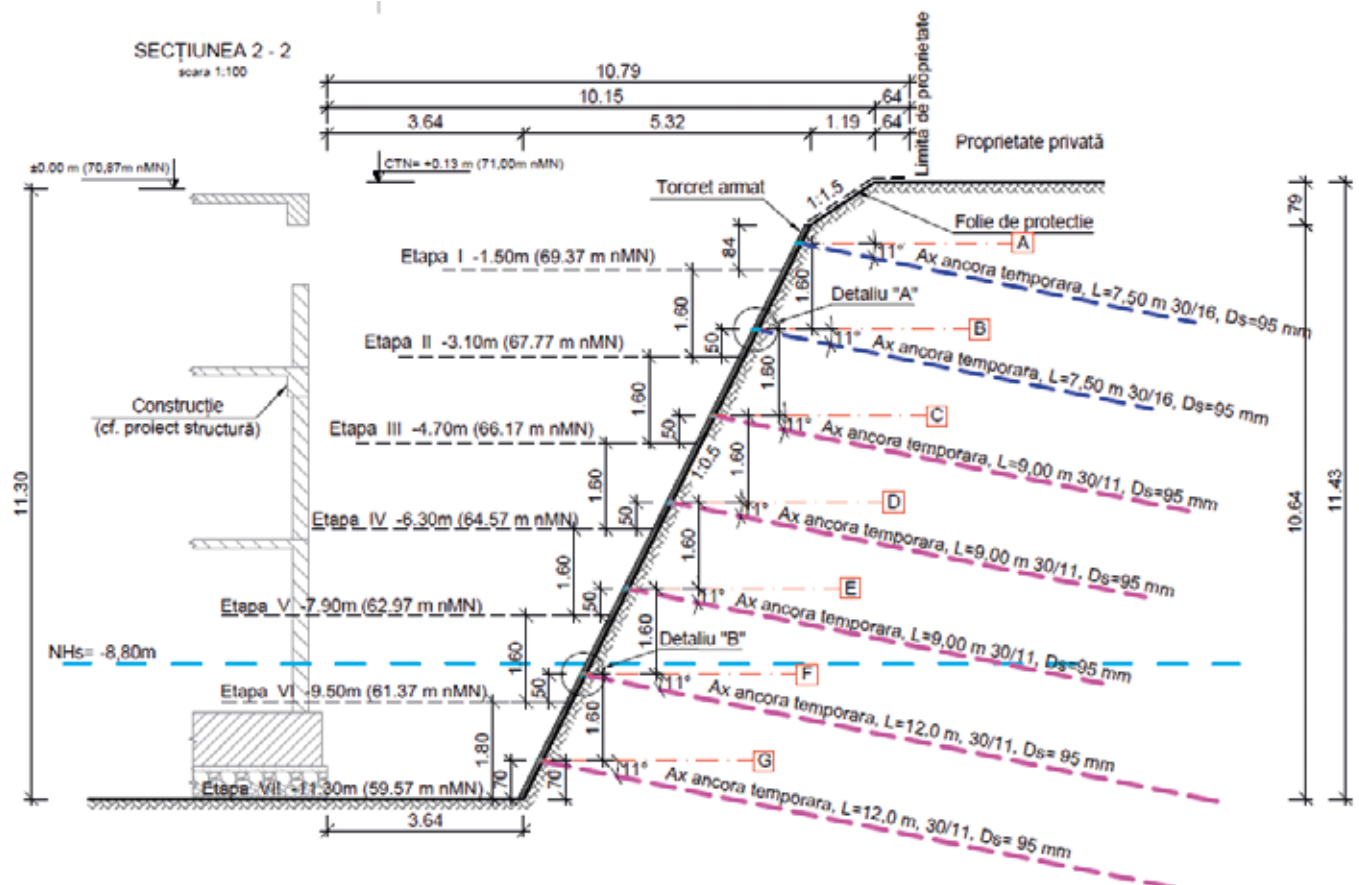 SECȚIUNEA 2 - 2
scara 1:100
10.79
10.15
64
3.64
5.32
1.19
64
Limita de proprietate
Proprietate privată
±0.00 m (70,87m nMN)
CTN= +0.13 m (71,00m nMN)
Torcret armat
1:1.5
Folie de protectie
79
84
A
11°
Ax ancora temporara, L=7,50 m 30/16, Ds=95 mm
Etapa I -1.50m (69.37 m nMN)
1.60
Detaliu "A"
1.60
B
11°
Ax ancora temporara, L=7,50 m 30/16, Ds=95 mm
Etapa II -3.10m (67.77 m nMN)
50
1.60
1.60
Construcție
(cf. proiect structură)
C
11°
Ax ancora temporara, L=9,00 m 30/11, Ds=95 mm
Etapa III -4.70m (66.17 m nMN)
50
1:0.5
1.60
1.60
11.30
10.64
11.43
D
11°
Ax ancora temporara, L=9,00 m 30/11, Ds=95 mm
Etapa IV -6.30m (64.57 m nMN)
50
1.60
1.60
E
11°
Ax ancora temporara, L=9,00 m 30/11, Ds=95 mm
Etapa V -7.90m (62.97 m nMN)
50
1.60
1.60
Detaliu "B"
NHs= -8,80m
F
11°
Ax ancora temporara, L=12,0 m, 30/11, Ds= 95 mm
Etapa VI -9.50m (61.37 m nMN)
50
1.60
1.80
G
11°
Ax ancora temporara, L=12,0 m, 30/11, Ds= 95 mm
Etapa VII -11.30m (59.57 m nMN)
70
70
3.64